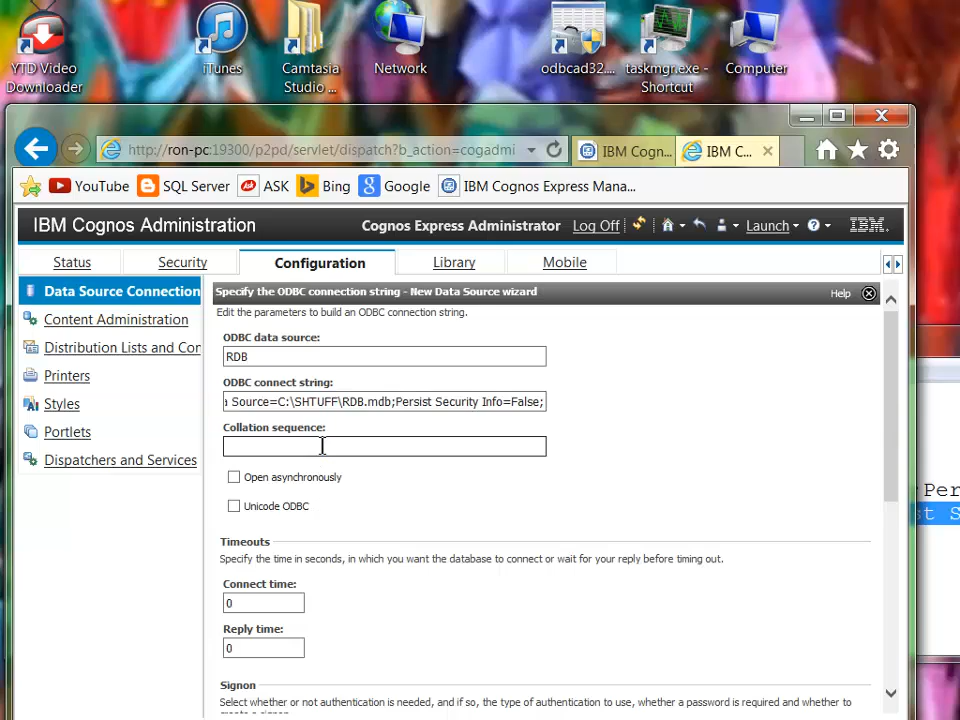 YTD Video
Downloader
iTunes
Camtasia
Studio ...
Network
odbcad32....
taskmgr.exe -
Shortcut
Computer
http://ron-pc:19300/p2pd/servlet/dispatch?b_action=cogadmi
IBM Cogn...
IBM C...
YouTube
SQL Server
ASK
Bing
Google
IBM Cognos Express Mana...
IBM Cognos Administration
Cognos Express Administrator
Log Off
Launch
IBM.
Status
Security
Configuration
Library
Mobile
Data Source Connection
Content Administration
Distribution Lists and Con
Printers
Styles
Portlets
Dispatchers and Services
Specify the ODBC connection string - New Data Source wizard
Help
Edit the parameters to build an ODBC connection string.
ODBC data source:
RDB
ODBC connect string:
a Source=C:\SHTUFF\RDB.mdb;Persist Security Info=False;
Collation sequence:
Open asynchronously
Unicode ODBC
Timeouts
Specify the time in seconds, in which you want the database to connect or wait for your reply before timing out.
Connect time:
0
Reply time:
0
Signon
Select whether or not authentication is needed, and if so, the type of authentication to use, whether a password is required and whether to
create a signon.
;Per
st S